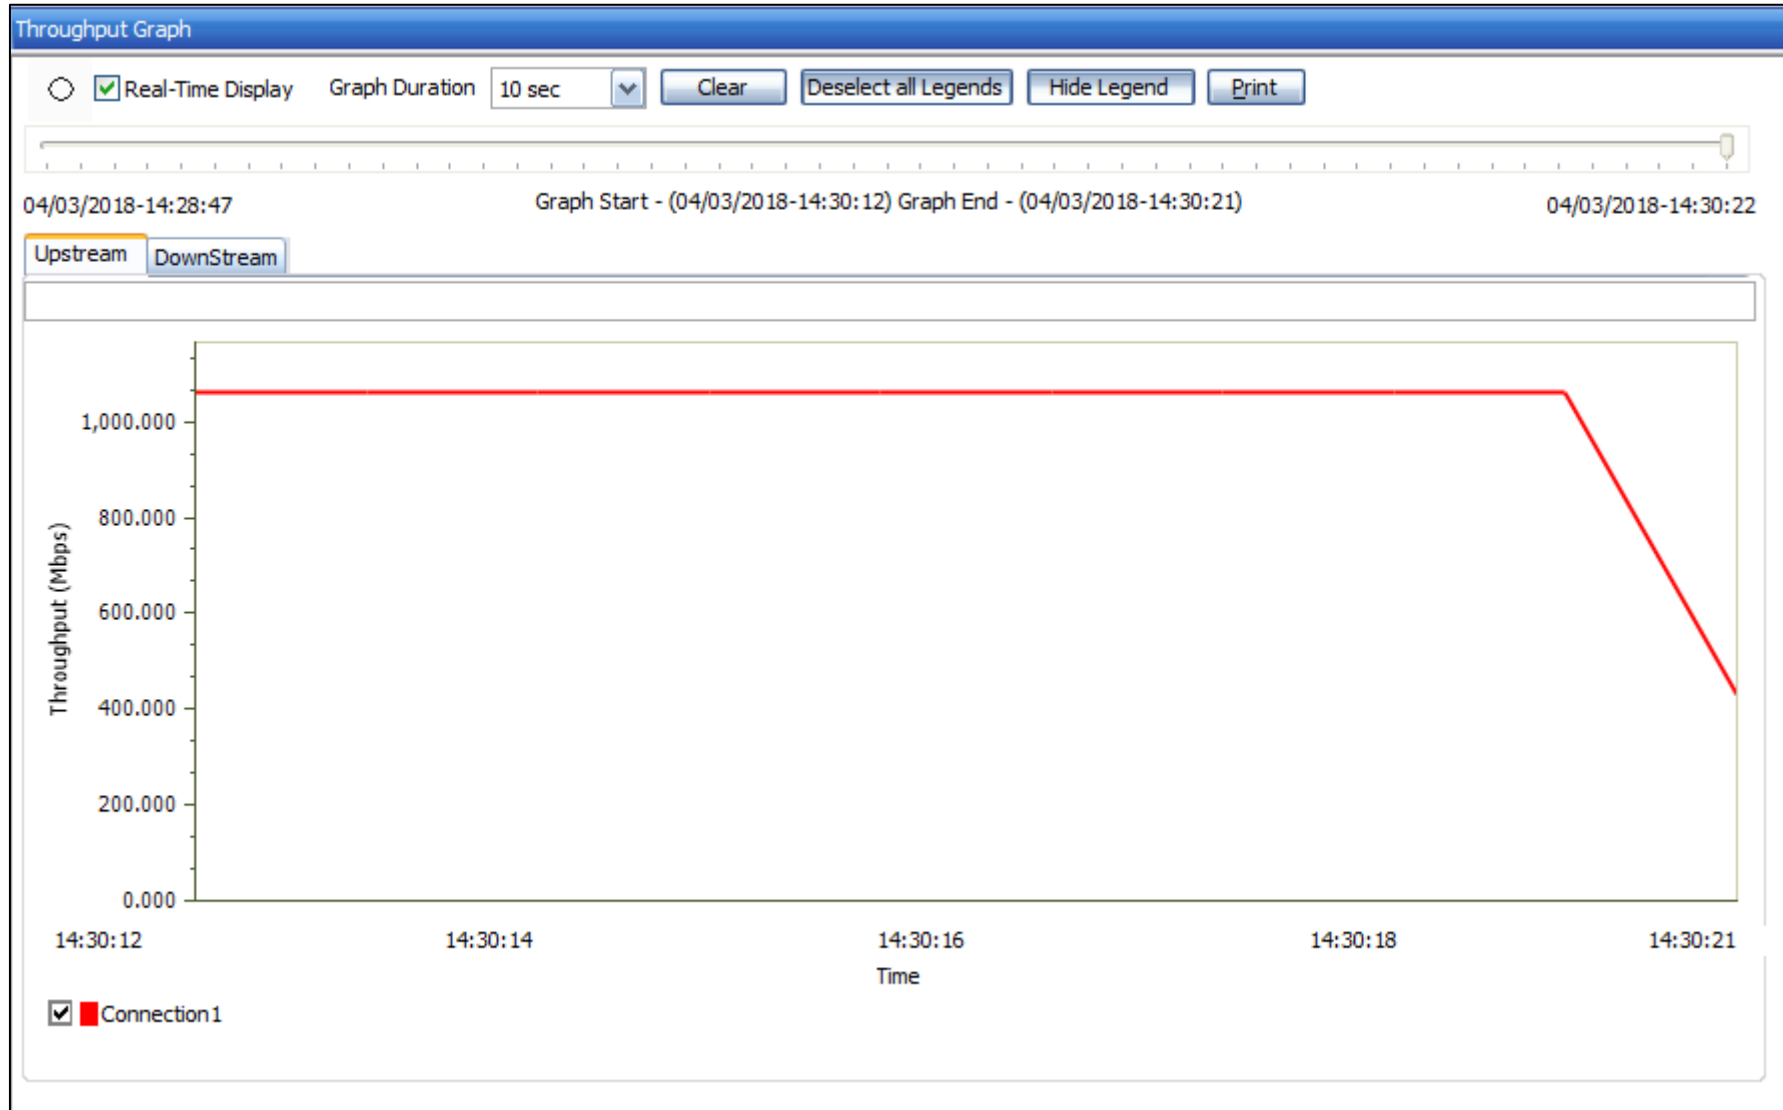 Throughput Graph
Real-Time Display Graph Duration 10 sec Clear Deselect all Legends Hide Legend Print
04/03/2018-14:28:47 Graph Start - (04/03/2018-14:30:12) Graph End - (04/03/2018-14:30:21) 04/03/2018-14:30:22
Upstream DownStream
Throughput (Mbps)
1,000.000
800.000
600.000
400.000
200.000
0.000
14:30:12 14:30:14 14:30:16 14:30:18 14:30:21
Time
Connection1